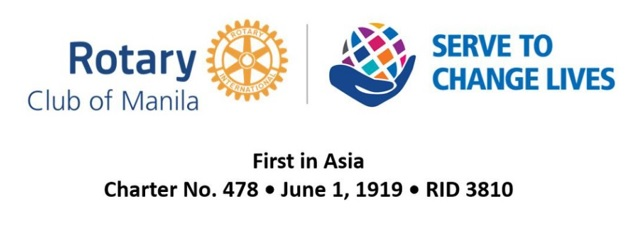 Rotary
Club of Manila
ROTARY
INTERNATIONAL
SERVE TO
CHANGE LIVES
First in Asia
Charter No. 478 • June 1, 1919 • RID 3810